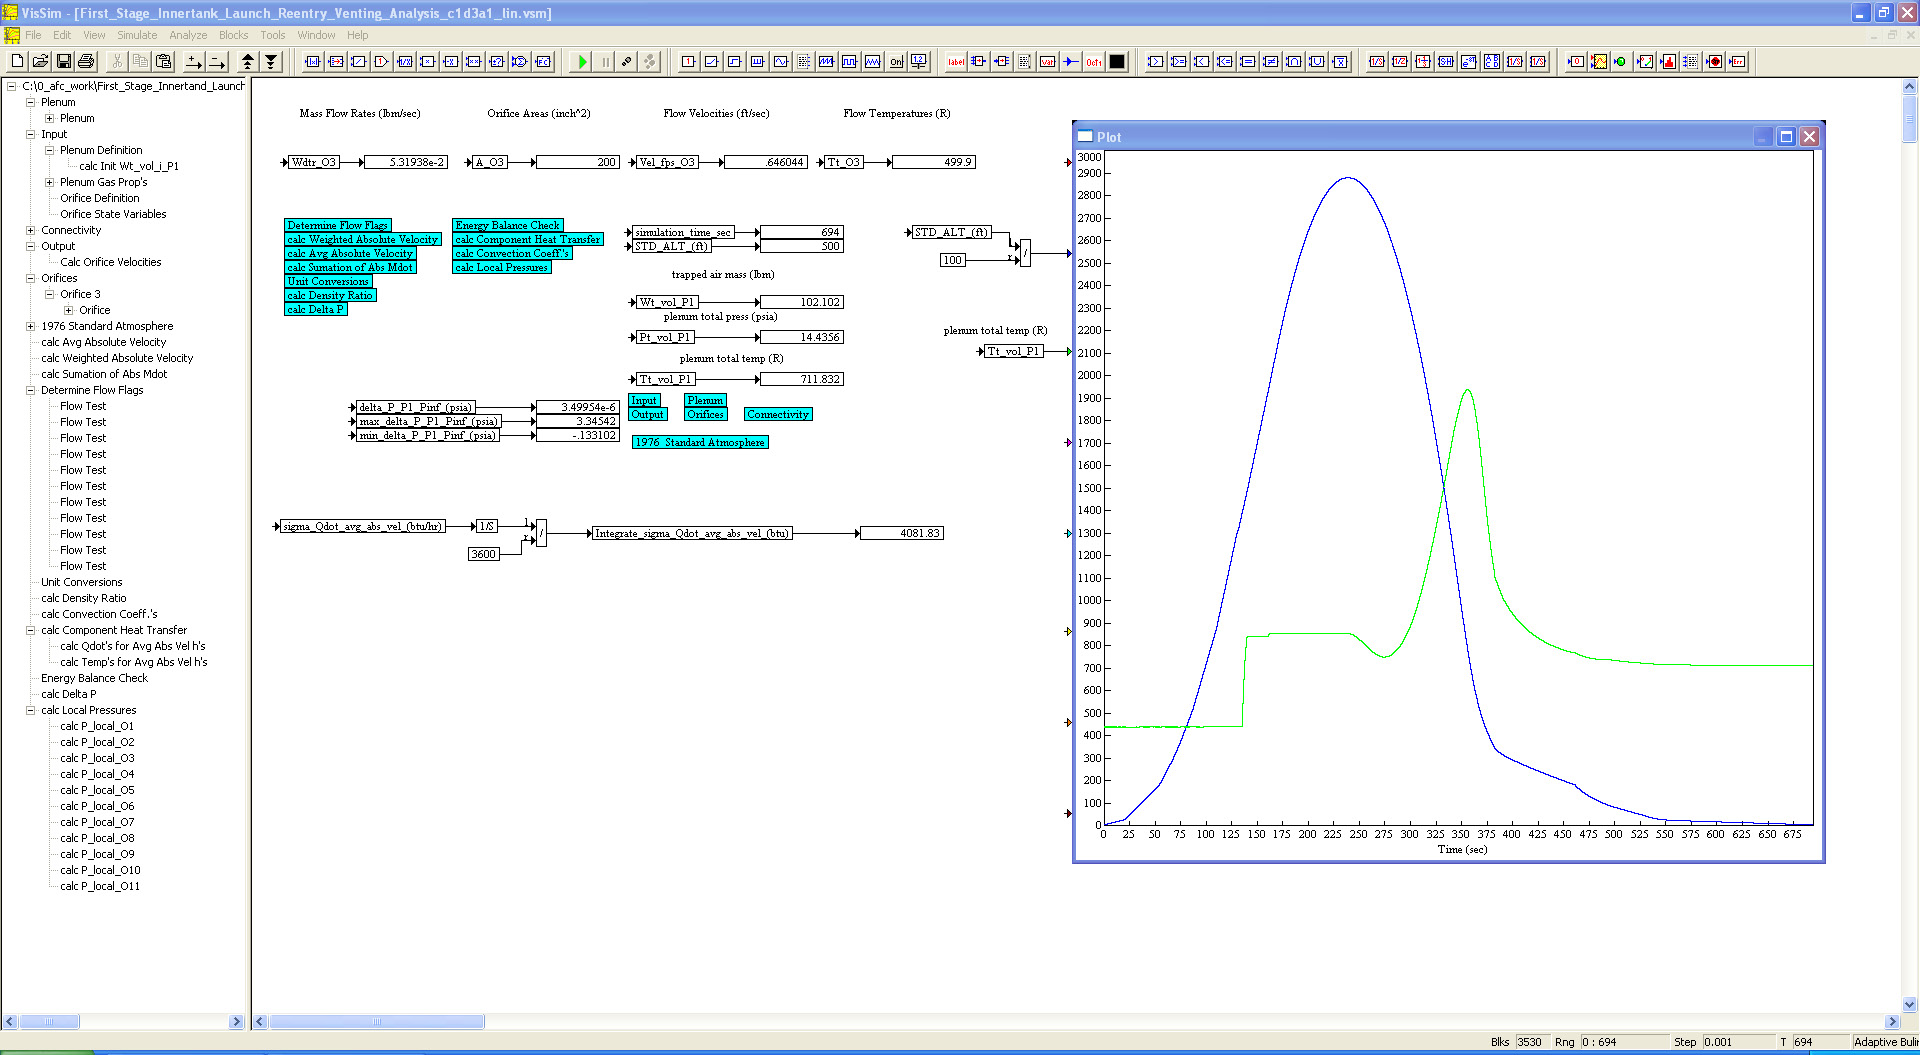 VisSim - [First_Stage_Innertank_Launch_Reentry_Venting_Analysis_c1d3a1_lin.vsm]
File Edit View Simulate Analyze Blocks Tools Window Help
C:\0_afc_work\First_Stage_Innertand_Launch
Plenum
Plenum
Input
Plenum Definition
calc Init Wt_vol_i_P1
Plenum Gas Prop's
Orifice Definition
Orifice State Variables
Connectivity
Output
Calc Orifice Velocities
Orifices
Orifice 3
Orifice
1976 Standard Atmosphere
calc Avg Absolute Velocity
calc Weighted Absolute Velocity
calc Sumation of Abs Mdot
Determine Flow Flags
Flow Test
Flow Test
Flow Test
Flow Test
Flow Test
Flow Test
Flow Test
Flow Test
Flow Test
Flow Test
Flow Test
Unit Conversions
calc Density Ratio
calc Convection Coeff.'s
calc Component Heat Transfer
calc Qdot's for Avg Abs Vel h's
calc Temp's for Avg Abs Vel h's
Energy Balance Check
calc Delta P
calc Local Pressures
calc P_local_O1
calc P_local_O2
calc P_local_O3
calc P_local_O4
calc P_local_O5
calc P_local_O6
calc P_local_O7
calc P_local_O8
calc P_local_O9
calc P_local_O10
calc P_local_O11
Mass Flow Rates (lbm/sec) Orifice Areas (inch^2) Flow Velocities (ft/sec) Flow Temperatures (R)
Wdtr_O3 5.31938e-2 A_O3 200 Vel_fps_O3 .646044 Tt_O3 499.9
Determine Flow Flags
calc Weighted Absolute Velocity
calc Avg Absolute Velocity
calc Sumation of Abs Mdot
Unit Conversions
calc Density Ratio
calc Delta P
Energy Balance Check
calc Component Heat Transfer
calc Convection Coeff.'s
calc Local Pressures
simulation_time_sec 694
STD_ALT_(ft) 500
trapped air mass (lbm)
Wt_vol_P1 102.102
plenum total press (psia)
Pt_vol_P1 14.4356
plenum total temp (R)
Tt_vol_P1 711.832
STD_ALT_(ft)
100
l
r
/
plenum total temp (R)
Tt_vol_P1
delta_P_P1_Pinf_(psia) 3.49954e-6
max_delta_P_P1_Pinf_(psia) 3.34542
min_delta_P_P1_Pinf_(psia) -.133102
Input Plenum
Output Orifices Connectivity
1976 Standard Atmosphere
sigma_Qdot_avg_abs_vel_(btu/hr) 1/S l
3600 r / Integrate_sigma_Qdot_avg_abs_vel_(btu) 4081.83
Plot
3000
2900
2800
2700
2600
2500
2400
2300
2200
2100
2000
1900
1800
1700
1600
1500
1400
1300
1200
1100
1000
900
800
700
600
500
400
300
200
100
0
0 25 50 75 100 125 150 175 200 225 250 275 300 325 350 375 400 425 450 475 500 525 550 575 600 625 650 675
Time (sec)
Blks 3530 Rng 0 : 694 Step 0.001 T 694 Adaptive Bulir